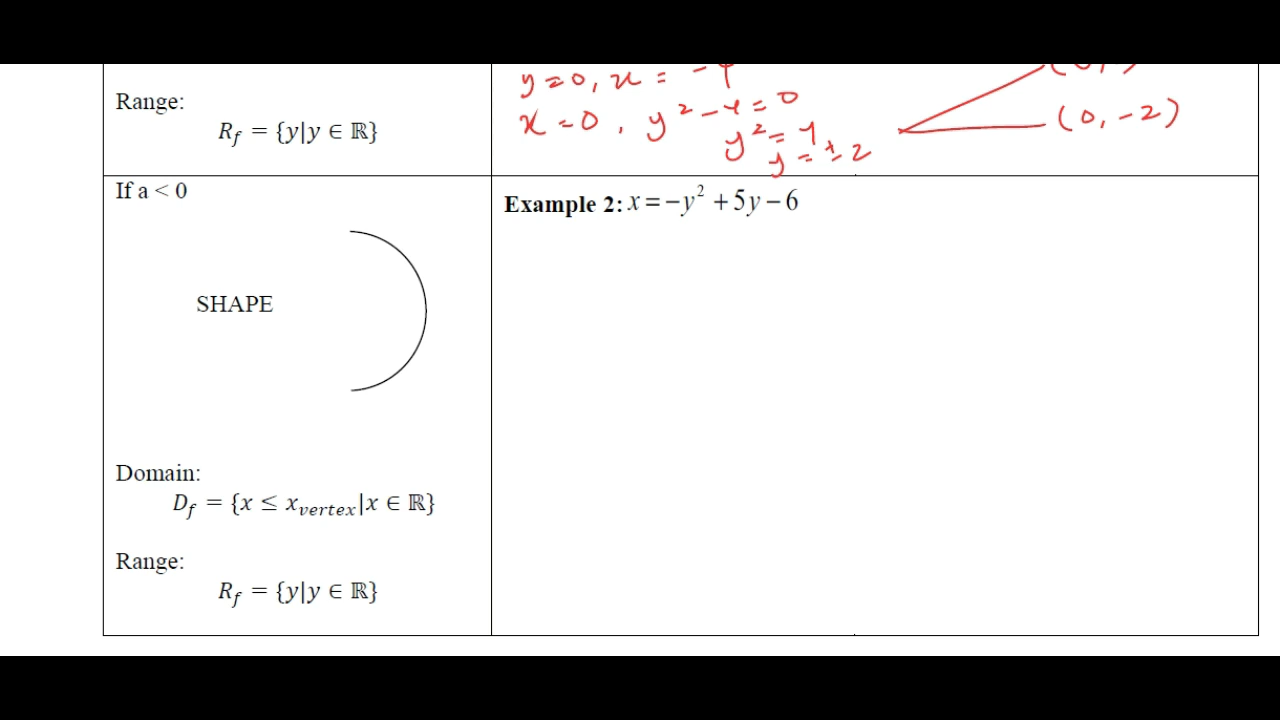 Range:
R_f = {y|y ∈ ℝ}
y = 0, x = -4
x = 0, y² - 4 = 0
y² = 4
y = ± 2
(0, -2)
If a < 0
SHAPE
Domain:
D_f = {x ≤ x_vertex|x ∈ ℝ}
Range:
R_f = {y|y ∈ ℝ}
Example 2: x = -y² + 5y - 6